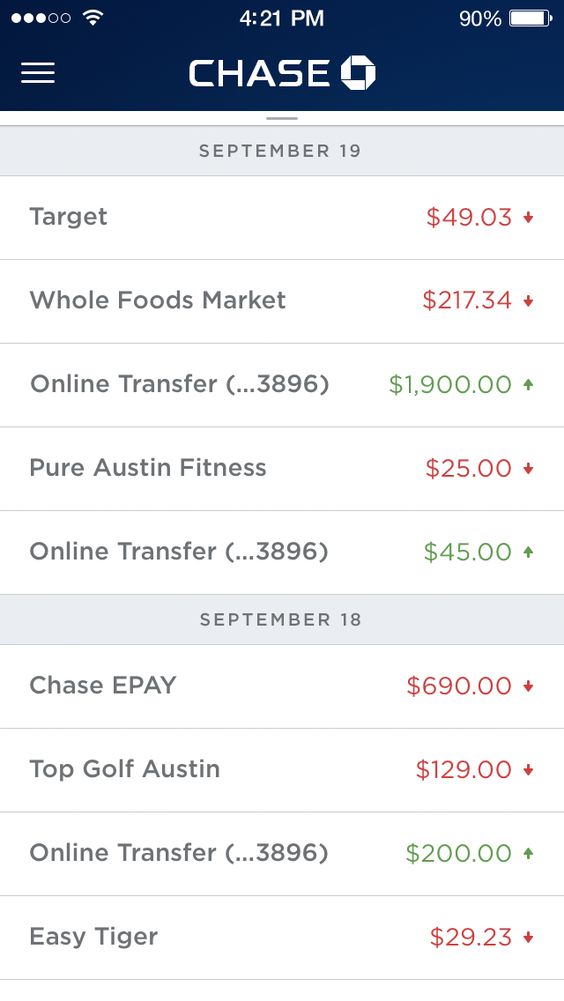 4:21 PM 90%
CHASE
SEPTEMBER 19
Target $49.03
Whole Foods Market $217.34
Online Transfer (...3896) $1,900.00
Pure Austin Fitness $25.00
Online Transfer (...3896) $45.00
SEPTEMBER 18
Chase EPAY $690.00
Top Golf Austin $129.00
Online Transfer (...3896) $200.00
Easy Tiger $29.23